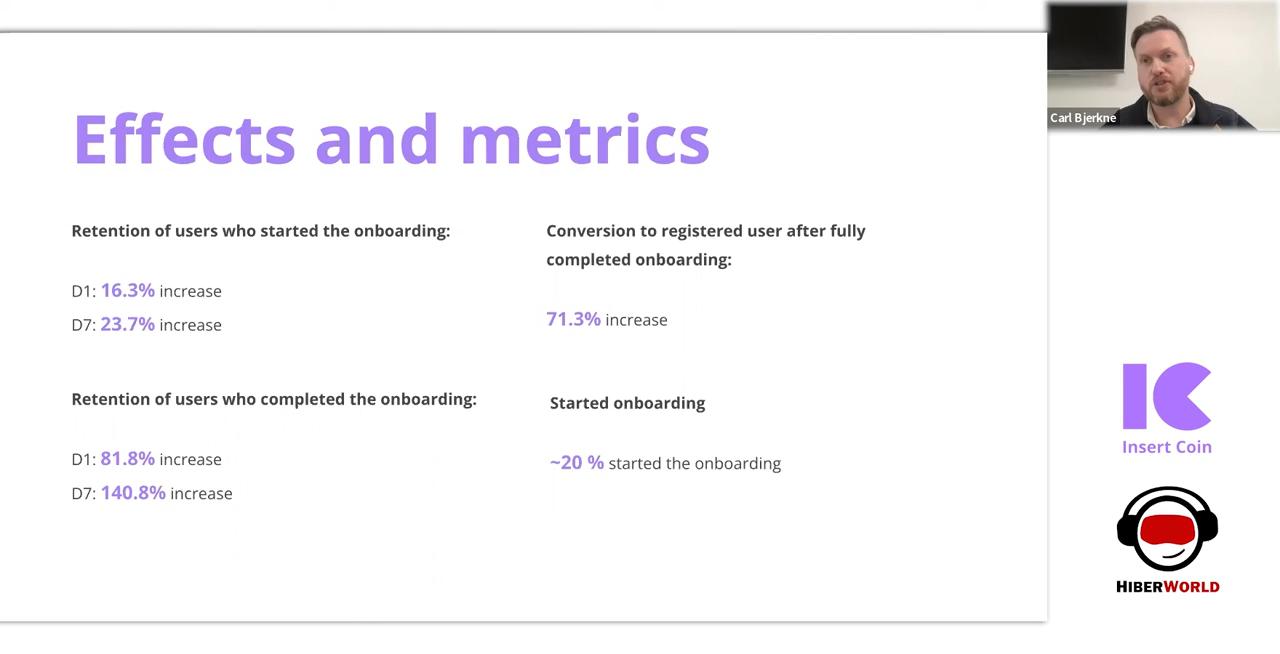 Effects and metrics
Carl Bjerkne
Retention of users who started the onboarding:
D1: 16.3% increase
D7: 23.7% increase
Conversion to registered user after fully
completed onboarding:
71.3% increase
Retention of users who completed the onboarding:
D1: 81.8% increase
D7: 140.8% increase
Started onboarding
~20 % started the onboarding
IC
Insert Coin
HIBERWORLD